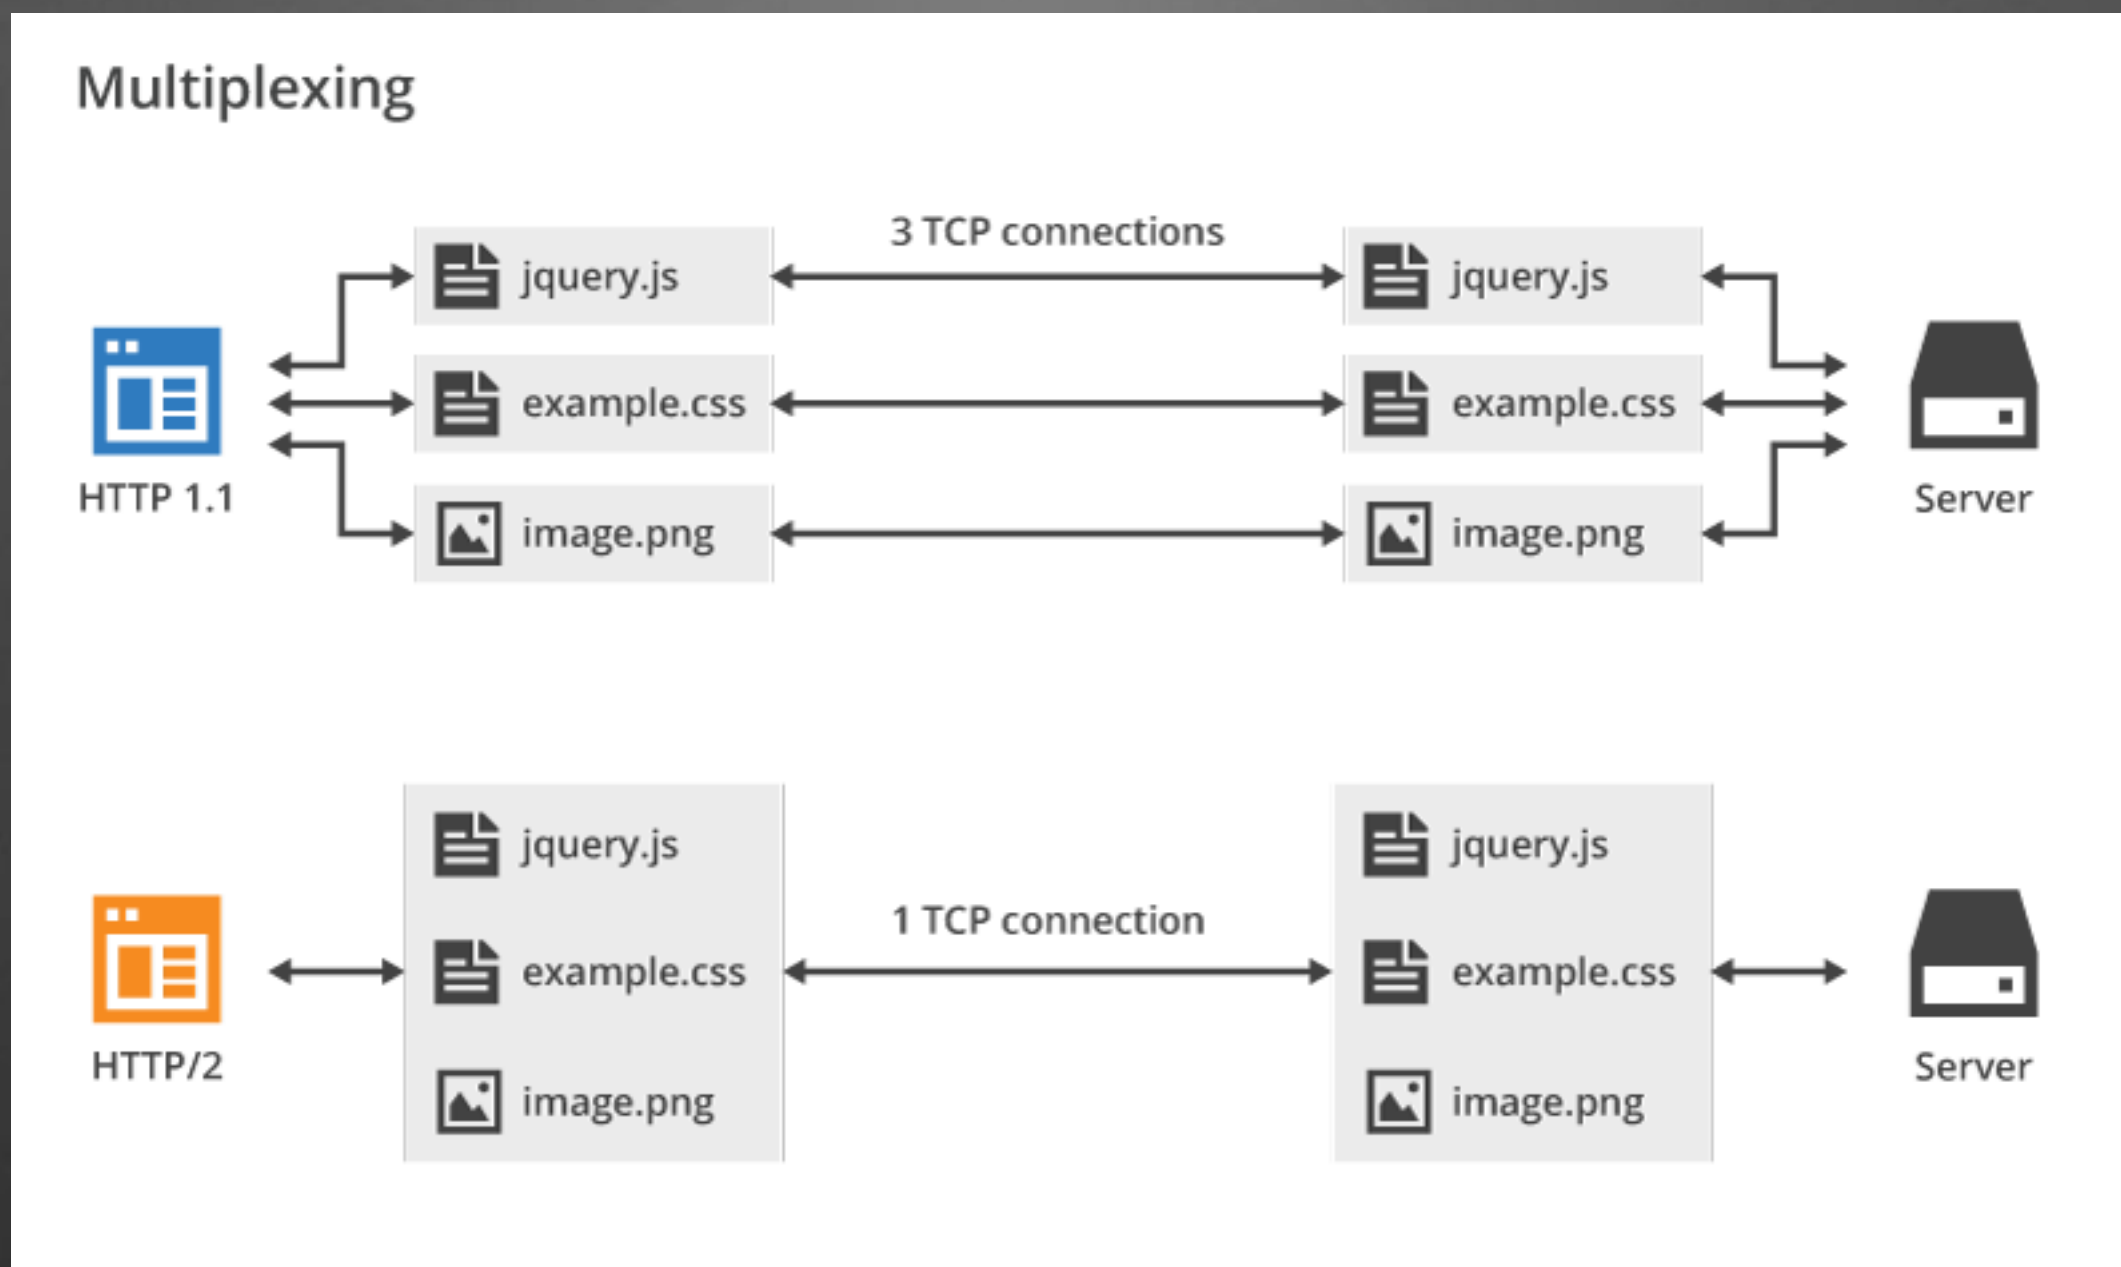 Multiplexing
3 TCP connections
jquery.js
jquery.js
example.css
example.css
HTTP 1.1
Server
image.png
image.png
jquery.js
jquery.js
1 TCP connection
example.css
example.css
HTTP/2
Server
image.png
image.png